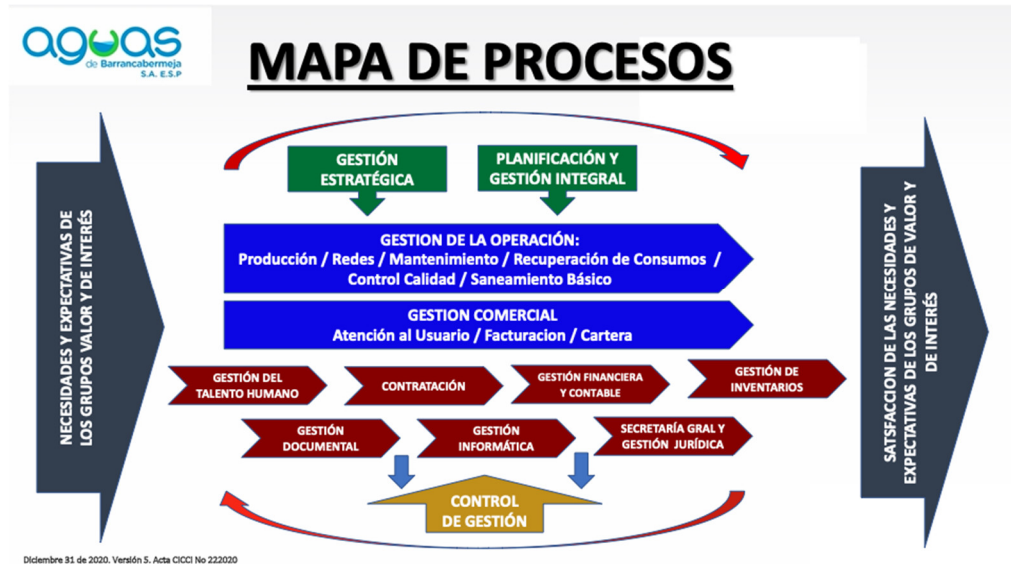 aguas
de Barrancabermeja
S.A. E.S.P
MAPA DE PROCESOS
NECESIDADES Y EXPECTATIVAS DE
LOS GRUPOS VALOR Y DE INTERÉS
GESTIÓN
ESTRATÉGICA
PLANIFICACIÓN Y
GESTIÓN INTEGRAL
GESTION DE LA OPERACIÓN:
Producción / Redes / Mantenimiento / Recuperación de Consumos /
Control Calidad / Saneamiento Básico
GESTION COMERCIAL
Atención al Usuario / Facturacion / Cartera
GESTIÓN DEL
TALENTO HUMANO
CONTRATACIÓN
GESTIÓN FINANCIERA
Y CONTABLE
GESTIÓN DE
INVENTARIOS
GESTIÓN
DOCUMENTAL
GESTIÓN
INFORMÁTICA
SECRETARÍA GRAL Y
GESTIÓN JURÍDICA
CONTROL
DE GESTIÓN
SATSFACCION DE LAS NECESIDADES Y
EXPECTATIVAS DE LOS GRUPOS DE VALOR Y
DE INTERÉS
Diciembre 31 de 2020. Versión 5. Acta CICCI No 222020